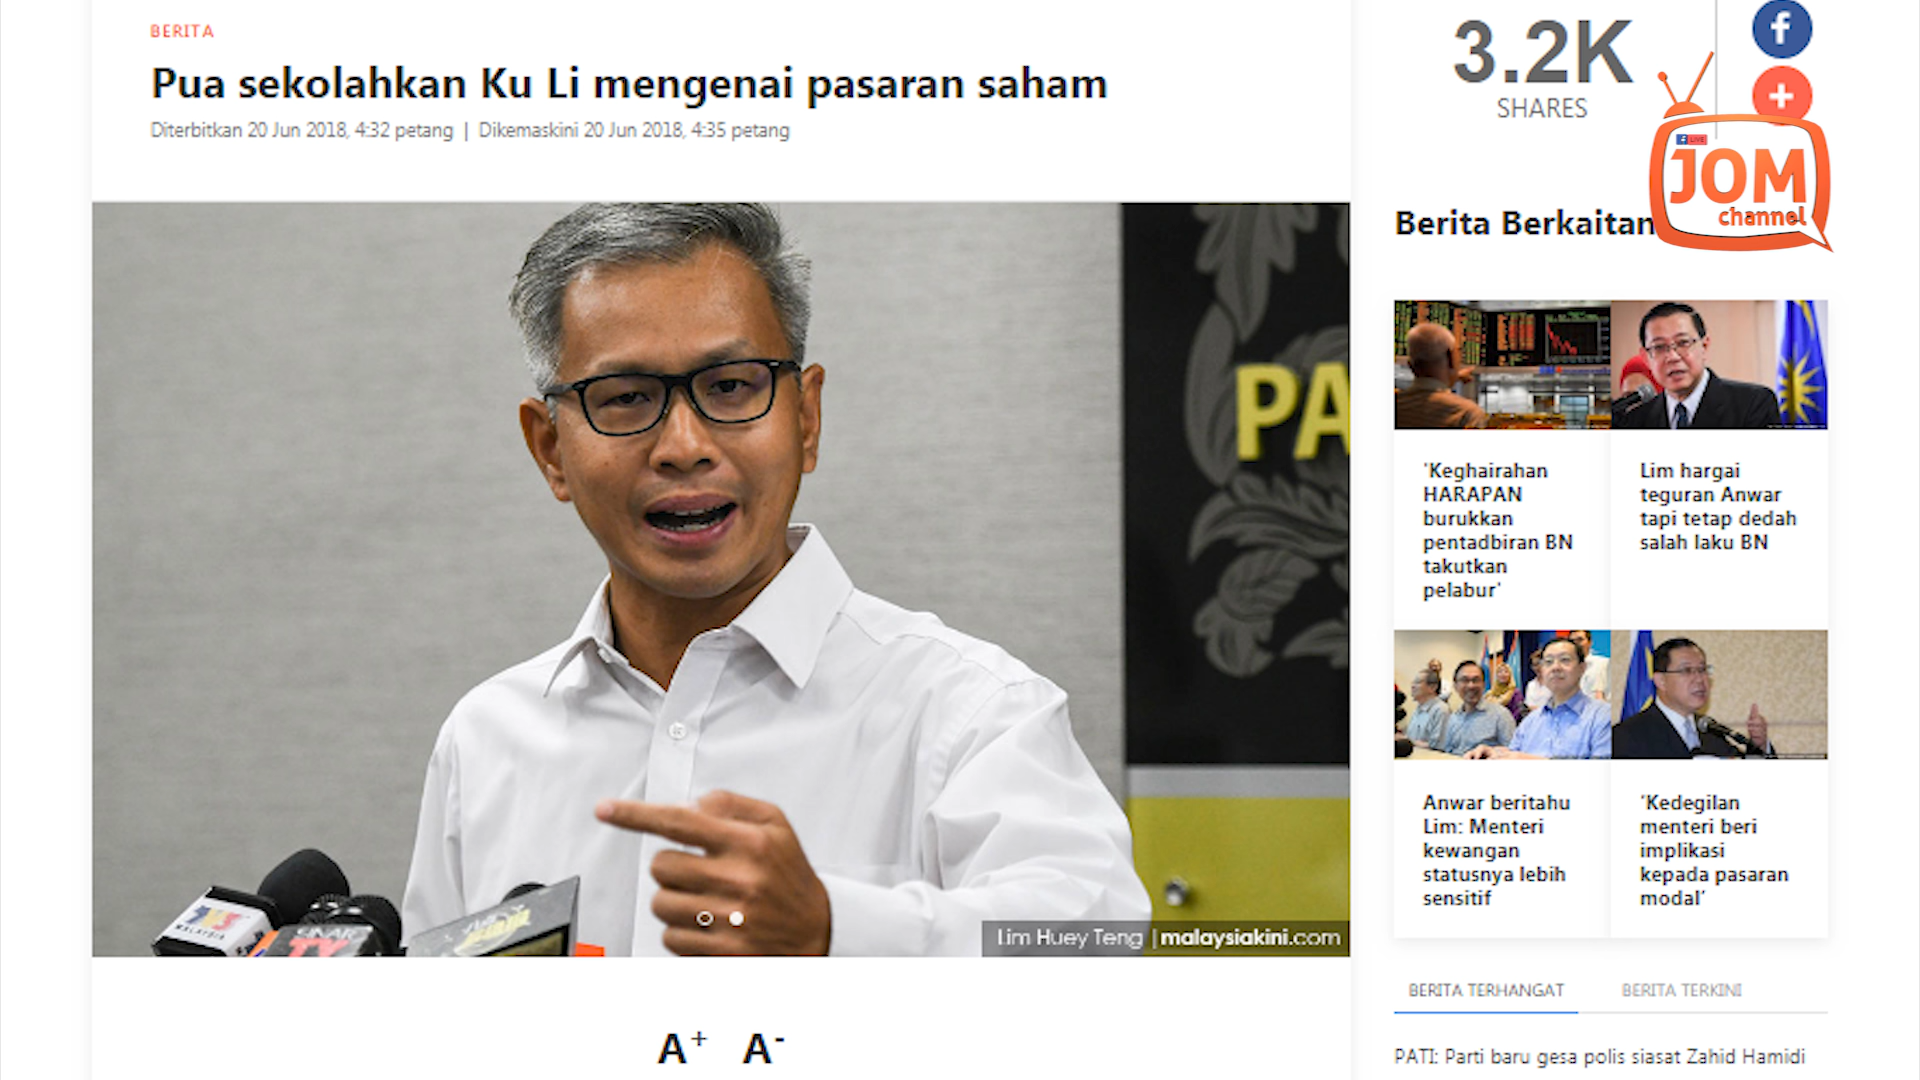 BERITA
Pua sekolahkan Ku Li mengenai pasaran saham
Diterbitkan 20 Jun 2018, 4:32 petang | Dikemaskini 20 Jun 2018, 4:35 petang
PA
MALAYSIA
TV
Lim Huey Teng | malaysiakini.com
A+ A-
3.2K
SHARES
f
+
LIVE
JOM
channel
Berita Berkaitan
'Keghairahan
HARAPAN
burukkan
pentadbiran BN
takutkan
pelabur'
Lim hargai
teguran Anwar
tapi tetap dedah
salah laku BN
Anwar beritahu
Lim: Menteri
kewangan
statusnya lebih
sensitif
'Kedegilan
menteri beri
implikasi
kepada pasaran
modal'
BERITA TERHANGAT BERITA TERKINI
PATI: Parti baru gesa polis siasat Zahid Hamidi